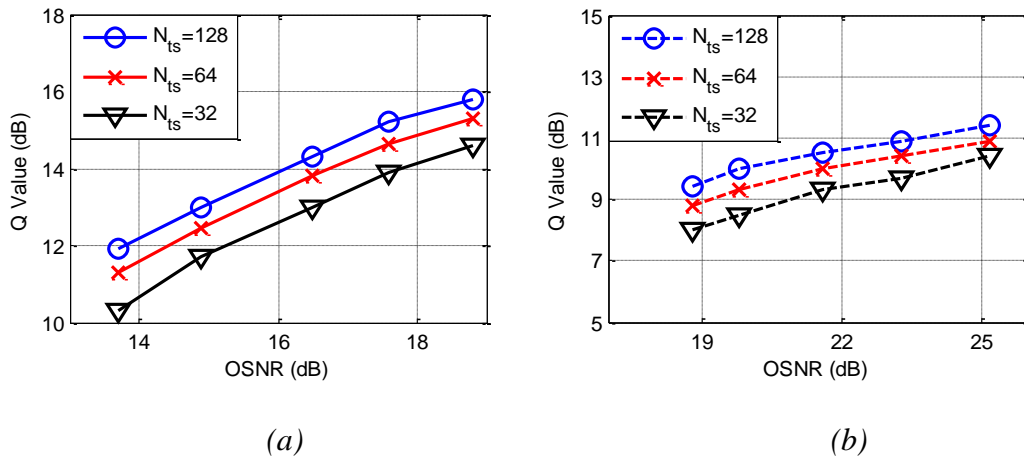 18
16
14
12
10
Q Value (dB)
14
16
18
OSNR (dB)
N_ts=128
N_ts=64
N_ts=32
(a)
15
13
11
9
7
5
Q Value (dB)
19
22
25
OSNR (dB)
N_ts=128
N_ts=64
N_ts=32
(b)